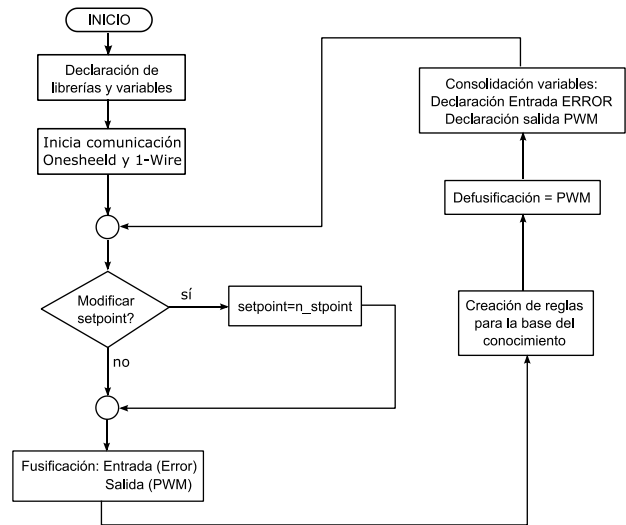 INICIO
Declaración de
librerías y variables
Inicia comunicación
Onesheeld y 1-Wire
Modificar
setpoint?
sí
setpoint=n_stpoint
no
Fusificación: Entrada (Error)
Salida (PWM)
Creación de reglas
para la base del
conocimiento
Defusificación = PWM
Consolidación variables:
Declaración Entrada ERROR
Declaración salida PWM